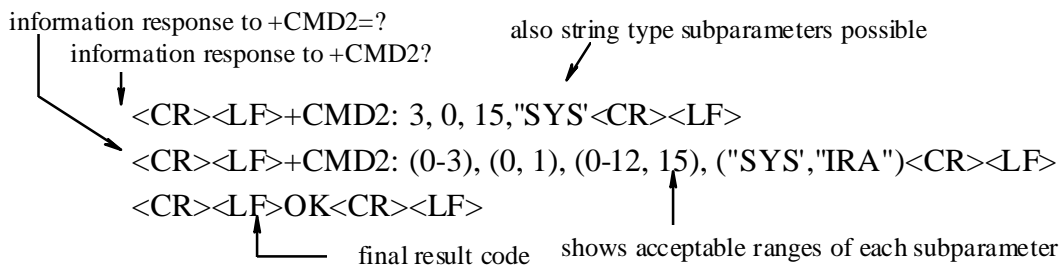 information response to +CMD2=?
also string type subparameters possible
information response to +CMD2?
<CR><LF>+CMD2: 3, 0, 15,"SYS'<CR><LF>
<CR><LF>+CMD2: (0-3), (0, 1), (0-12, 15), ("SYS',"IRA")<CR><LF>
<CR><LF>OK<CR><LF>
final result code
shows acceptable ranges of each subparameter